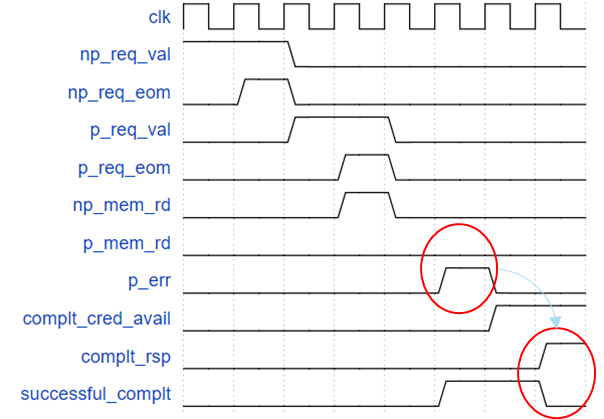 clk
np_req_val
np_req_eom
p_req_val
p_req_eom
np_mem_rd
p_mem_rd
p_err
complt_cred_avail
complt_rsp
successful_complt